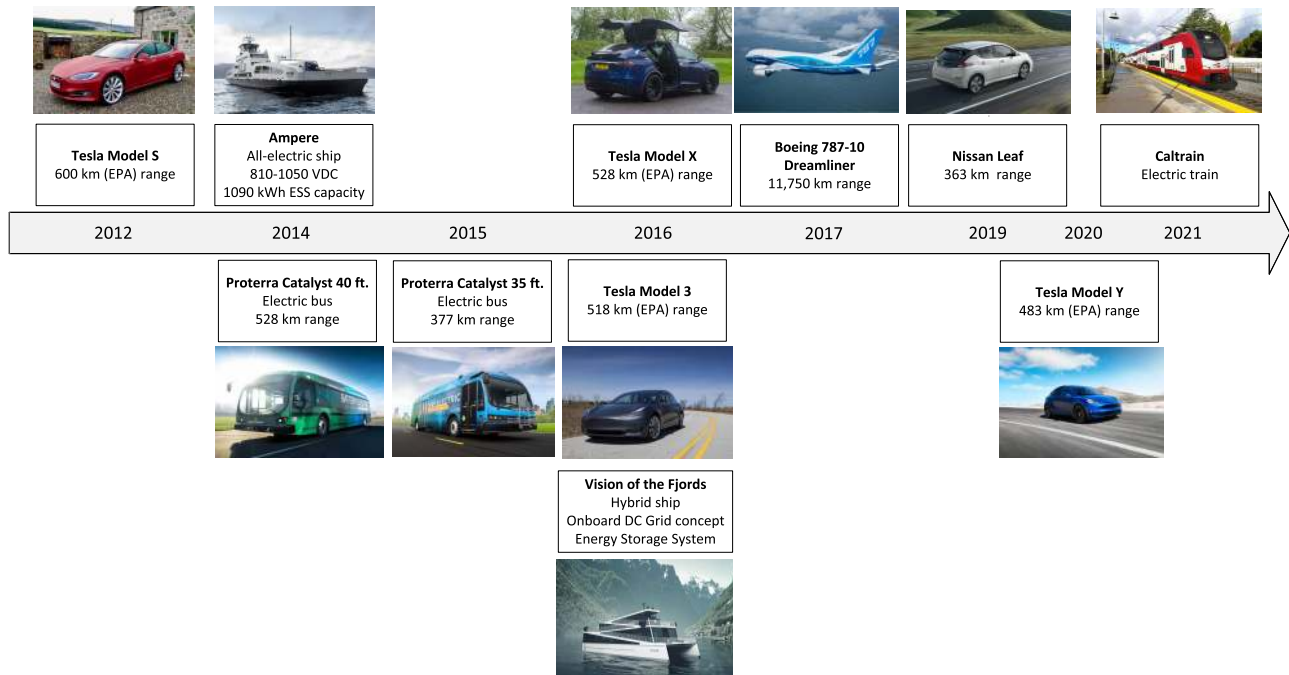 787
Tesla Model S
600 km (EPA) range
Ampere
All-electric ship
810-1050 VDC
1090 kWh ESS capacity
Tesla Model X
528 km (EPA) range
Boeing 787-10
Dreamliner
11,750 km range
Nissan Leaf
363 km range
Caltrain
Electric train
2012
2014
2015
2016
2017
2019
2020
2021
Proterra Catalyst 40 ft.
Electric bus
528 km range
Proterra Catalyst 35 ft.
Electric bus
377 km range
Tesla Model 3
518 km (EPA) range
Tesla Model Y
483 km (EPA) range
Vision of the Fjords
Hybrid ship
Onboard DC Grid concept
Energy Storage System